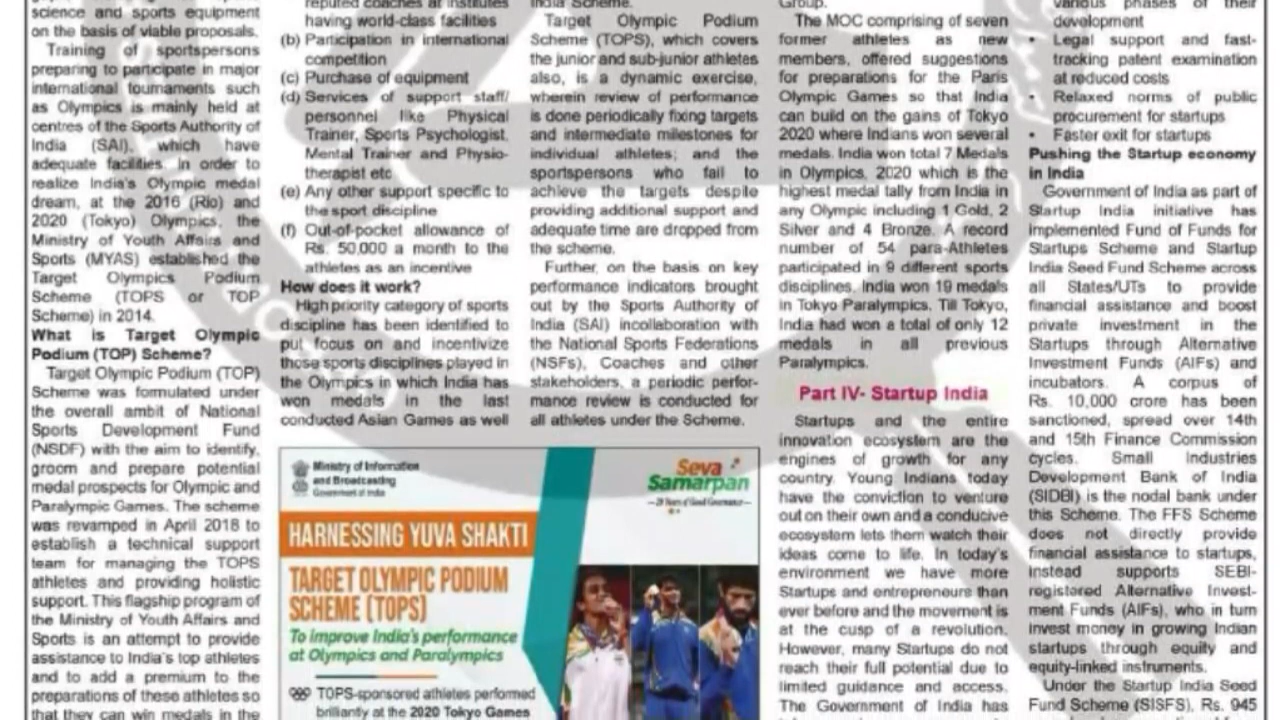 science and sports equipment
on the basis of viable proposals.
Training of sportspersons
preparing to participate in major
international tournaments such
as Olympics is mainly held at
centres of the Sports Authority of
India (SAI), which have
adequate facilities. In order to
realize India's Olympic medal
dream, at the 2016 (Rio) and
2020 (Tokyo) Olympics, the
Ministry of Youth Affairs and
Sports (MYAS) established the
Target Olympics Podium
Scheme (TOPS or TOP
Scheme) in 2014.
What is Target Olympic
Podium (TOP) Scheme?
Target Olympic Podium (TOP)
Scheme was formulated under
the overall ambit of National
Sports Development Fund
(NSDF) with the aim to identify,
groom and prepare potential
medal prospects for Olympic and
Paralympic Games. The scheme
was revamped in April 2018 to
establish a technical support
team for managing the TOPS
athletes and providing holistic
support. This flagship program of
the Ministry of Youth Affairs and
Sports is an attempt to provide
assistance to India's top athletes
and to add a premium to the
preparations of these athletes so
that they can win medals in the
reputed coaches at institutes
having world-class facilities
(b) Participation in international
competition
(c) Purchase of equipment
(d) Services of support staff/
personnel like Physical
Trainer, Sports Psychologist,
Mental Trainer and Physio-
therapist etc
(e) Any other support specific to
the sport discipline
(f) Out-of-pocket allowance of
Rs. 50,000 a month to the
athletes as an incentive
How does it work?
High priority category of sports
discipline has been identified to
put focus on and incentivize
those sports disciplines played in
the Olympics in which India has
won medals in the last
conducted Asian Games as well
India Scheme.
Target Olympic Podium
Scheme (TOPS), which covers
the junior and sub-junior athletes
also, is a dynamic exercise,
wherein review of performance
is done periodically fixing targets
and intermediate milestones for
individual athletes; and the
sportspersons who fail to
achieve the targets despite
providing additional support and
adequate time are dropped from
the scheme.
Further, on the basis on key
performance indicators brought
out by the Sports Authority of
India (SAI) incollaboration with
the National Sports Federations
(NSFs), Coaches and other
stakeholders, a periodic perfor-
mance review is conducted for
all athletes under the Scheme.
Ministry of Information
and Broadcasting
Government of India
Seva
Samarpan
HARNESSING YUVA SHAKTI
TARGET OLYMPIC PODIUM
SCHEME (TOPS)
To improve India's performance
at Olympics and Paralympics
TOPS-sponsored athletes performed
brilliantly at the 2020 Tokyo Games
Group.
The MOC comprising of seven
former athletes as new
members, offered suggestions
for preparations for the Paris
Olympic Games so that India
can build on the gains of Tokyo
2020 where Indians won several
medals. India won total 7 Medals
in Olympics, 2020 which is the
highest medal tally from India in
any Olympic including 1 Gold, 2
Silver and 4 Bronze. A record
number of 54 para-Athletes
participated in 9 different sports
disciplines. India won 19 medals
in Tokyo Paralympics. Till Tokyo,
India had won a total of only 12
medals in all previous
Paralympics.
Part IV- Startup India
Startups and the entire
innovation ecosystem are the
engines of growth for any
country. Young Indians today
have the conviction to venture
out on their own and a conducive
ecosystem lets them watch their
ideas come to life. In today's
environment we have more
Startups and entrepreneurs than
ever before and the movement is
at the cusp of a revolution.
However, many Startups do not
reach their full potential due to
limited guidance and access.
The Government of India has
various phases of their
development
• Legal support and fast-
tracking patent examination
at reduced costs
• Relaxed norms of public
procurement for startups
• Faster exit for startups
Pushing the Startup economy
in India
Government of India as part of
Startup India initiative has
implemented Fund of Funds for
Startups Scheme and Startup
India Seed Fund Scheme across
all States/UTs to provide
financial assistance and boost
private investment in the
Startups through Alternative
Investment Funds (AIFs) and
incubators. A corpus of
Rs. 10,000 crore has been
sanctioned, spread over 14th
and 15th Finance Commission
cycles. Small Industries
Development Bank of India
(SIDBI) is the nodal bank under
this Scheme. The FFS Scheme
does not directly provide
financial assistance to startups,
instead supports SEBI-
registered Alternative Invest-
ment Funds (AIFs), who in turn
invest money in growing Indian
startups through equity and
equity-linked instruments.
Under the Startup India Seed
Fund Scheme (SISFS), Rs. 945